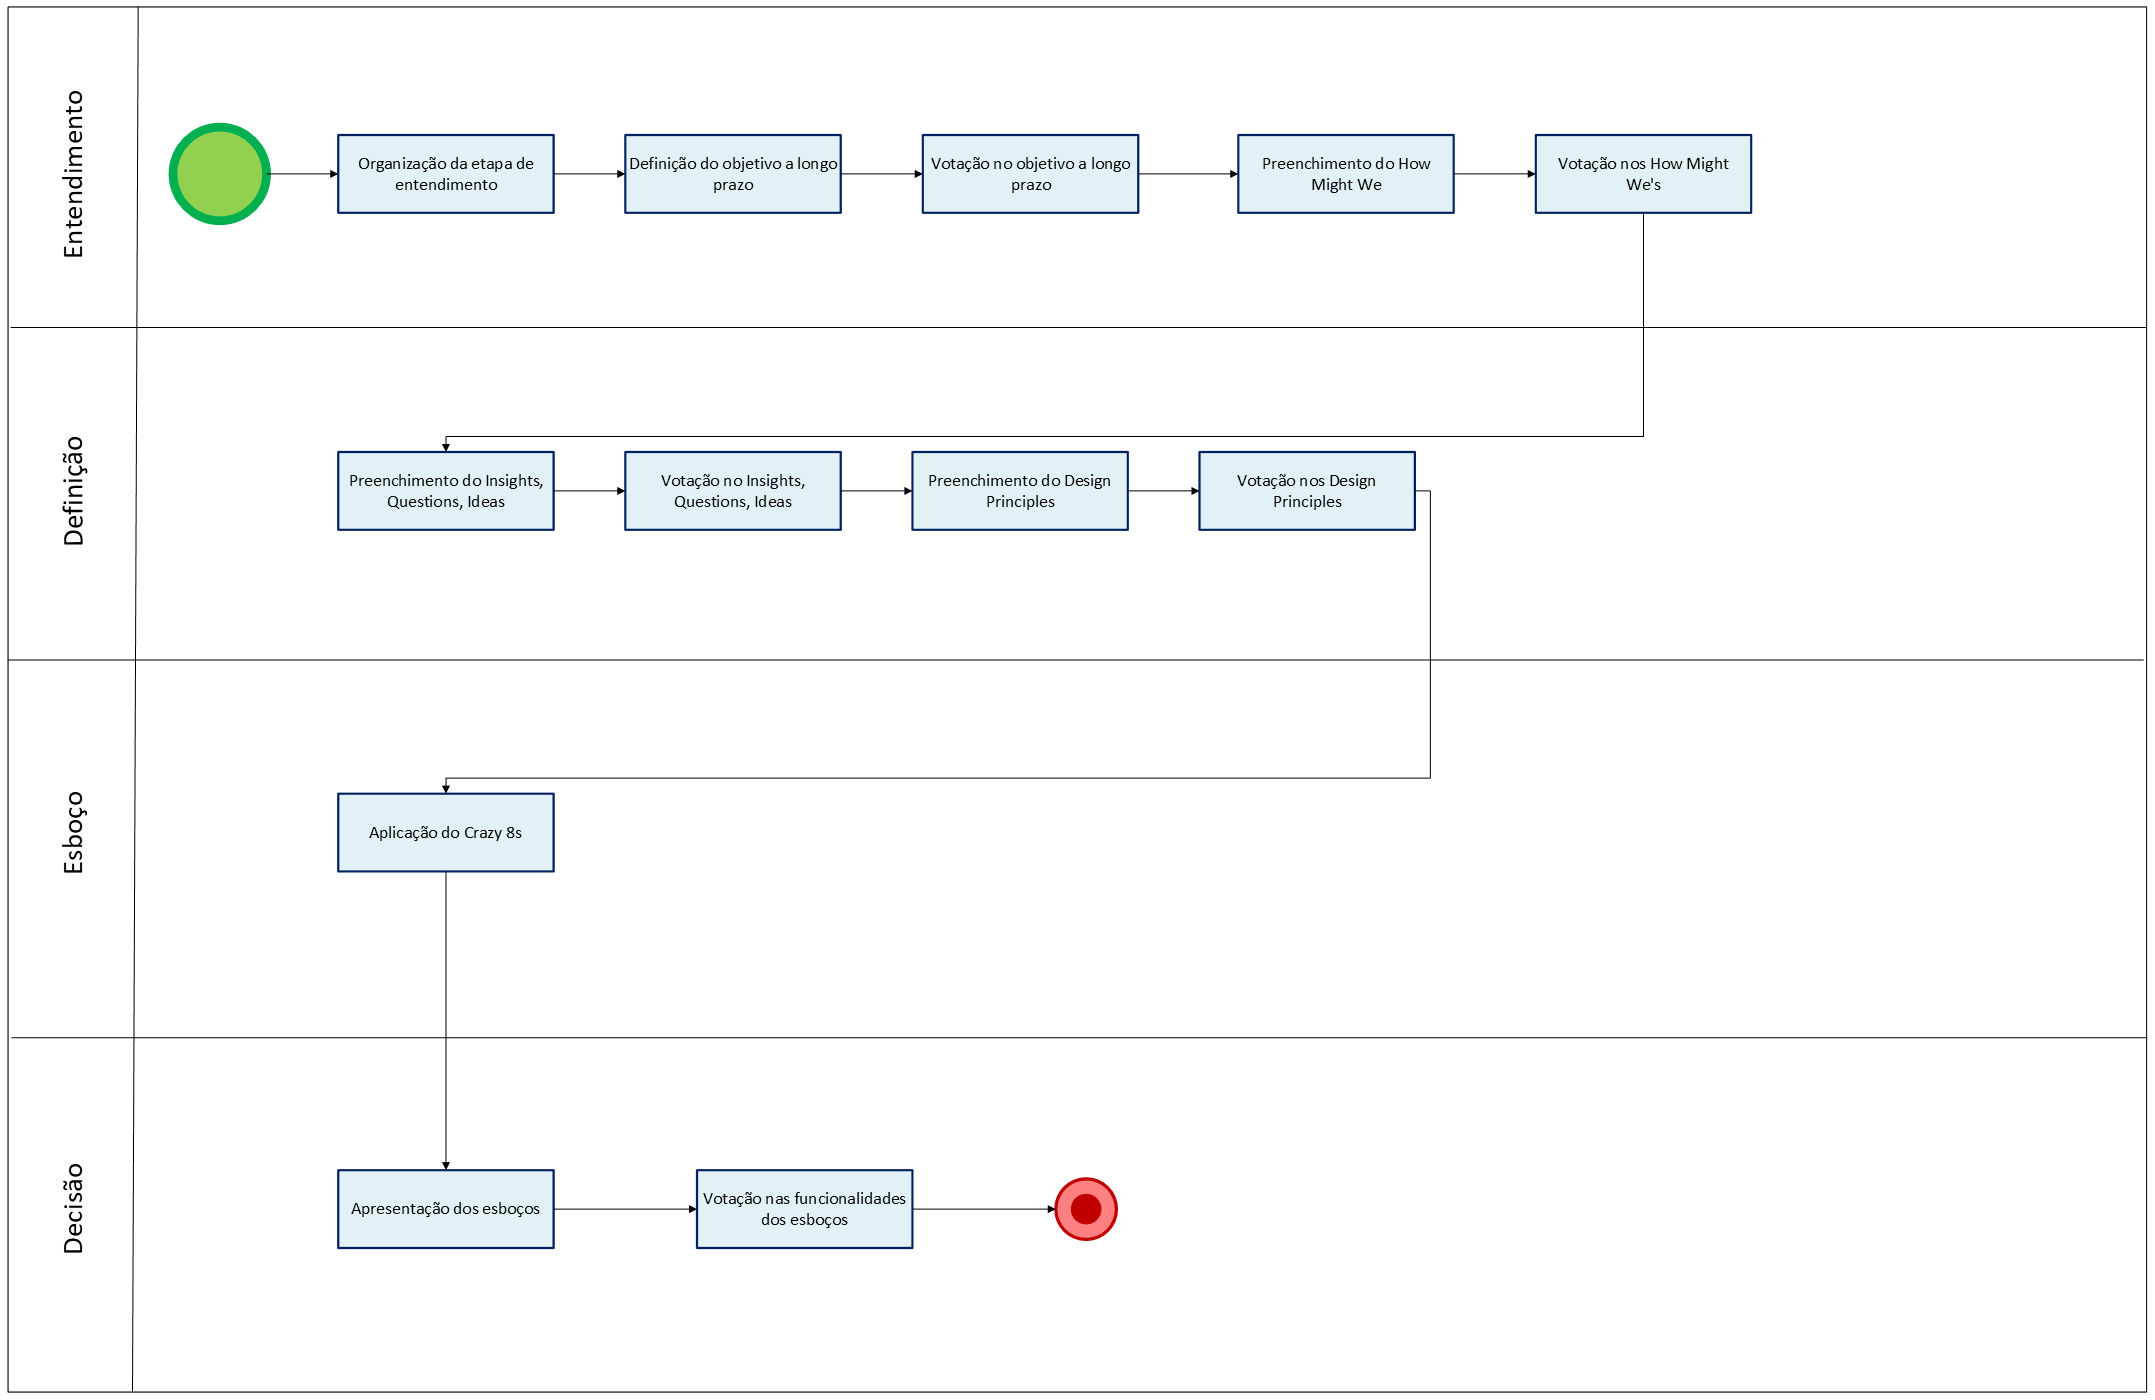 Entendimento
Organização da etapa de
entendimento
Definição do objetivo a longo
prazo
Votação no objetivo a longo
prazo
Preenchimento do How
Might We
Votação nos How Might
We's
Definição
Preenchimento do Insights,
Questions, Ideas
Votação no Insights,
Questions, Ideas
Preenchimento do Design
Principles
Votação nos Design
Principles
Esboço
Aplicação do Crazy 8s
Decisão
Apresentação dos esboços
Votação nas funcionalidades
dos esboços